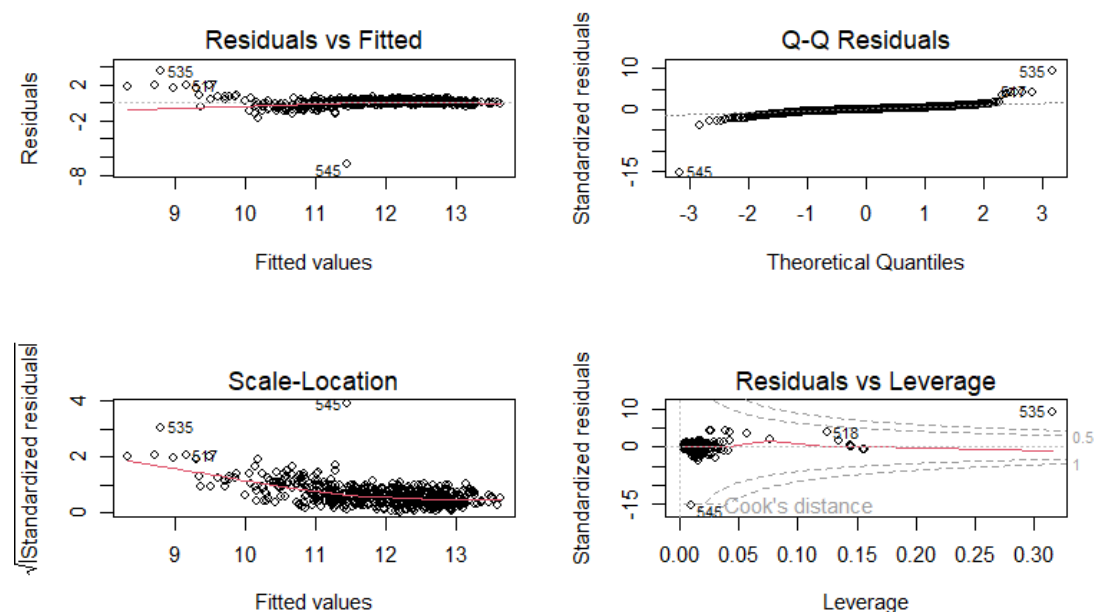 Residuals vs Fitted
Residuals
2
-2
-8
535
517
545
9 10 11 12 13
Fitted values
Q-Q Residuals
Standardized residuals
10
0
-15
535
517
545
-3 -2 -1 0 1 2 3
Theoretical Quantiles
Scale-Location
√|Standardized residuals|
4
2
0
545
535
517
9 10 11 12 13
Fitted values
Residuals vs Leverage
Standardized residuals
10
0
-15
535
518
0.5
1
545
Cook's distance
0.00 0.05 0.10 0.15 0.20 0.25 0.30
Leverage